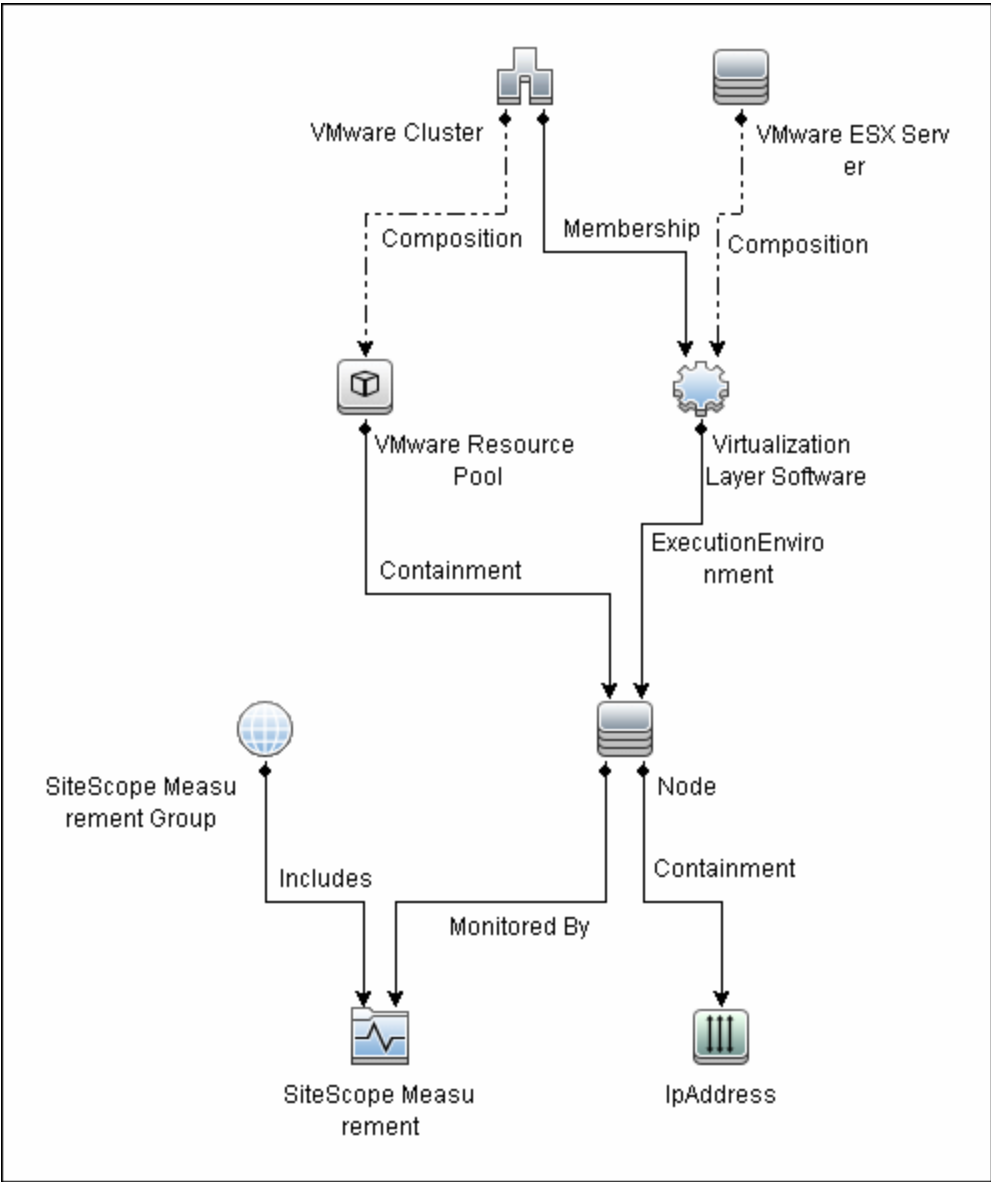 VMware Cluster
VMware ESX Serv
er
Composition
Membership
Composition
VMware Resource
Pool
Virtualization
Layer Software
ExecutionEnviro
nment
Containment
SiteScope Measu
rement Group
Node
Includes
Containment
Monitored By
SiteScope Measu
rement
IpAddress